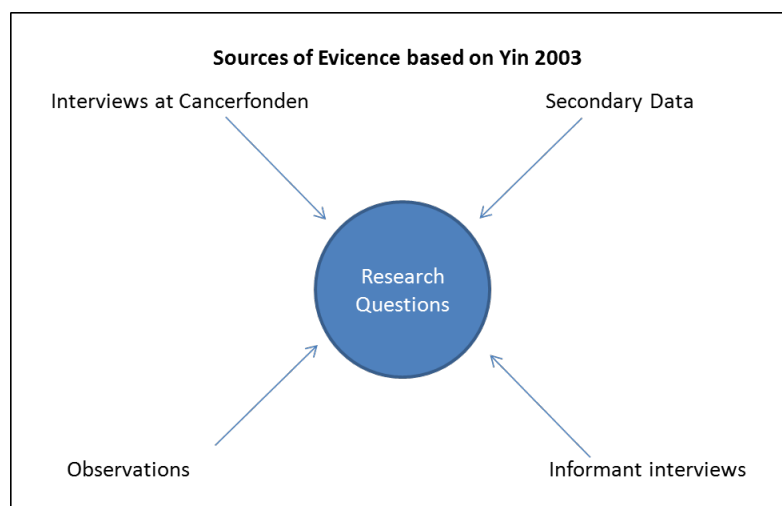 Sources of Evicence based on Yin 2003
Interviews at Cancerfonden
Secondary Data
Research
Questions
Observations
Informant interviews